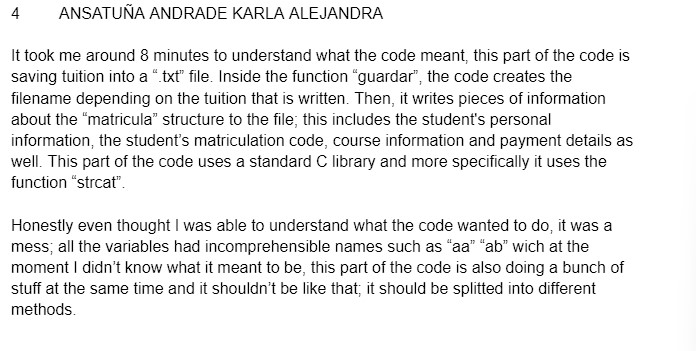 4 ANSATUÑA ANDRADE KARLA ALEJANDRA
It took me around 8 minutes to understand what the code meant, this part of the code is
saving tuition into a “.txt” file. Inside the function “guardar”, the code creates the
filename depending on the tuition that is written. Then, it writes pieces of information
about the “matricula” structure to the file; this includes the student's personal
information, the student’s matriculation code, course information and payment details as
well. This part of the code uses a standard C library and more specifically it uses the
function “strcat”.
Honestly even thought I was able to understand what the code wanted to do, it was a
mess; all the variables had incomprehensible names such as “aa” “ab” wich at the
moment I didn’t know what it meant to be, this part of the code is also doing a bunch of
stuff at the same time and it shouldn’t be like that; it should be splitted into different
methods.